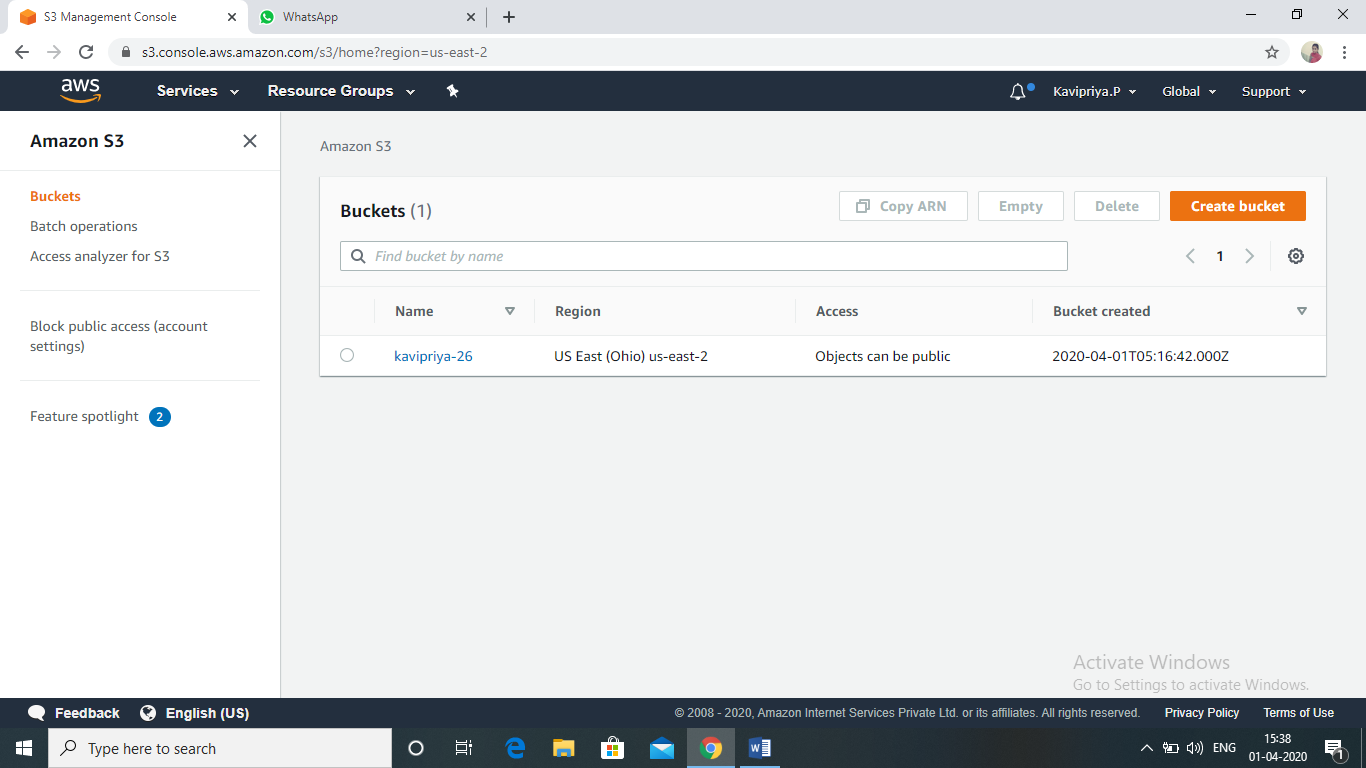 S3 Management Console
WhatsApp
s3.console.aws.amazon.com/s3/home?region=us-east-2
aws
Services
Resource Groups
Kavipriya.P
Global
Support
Amazon S3
Buckets
Batch operations
Access analyzer for S3
Block public access (account
settings)
Feature spotlight 2
Amazon S3
Buckets (1)
Copy ARN
Empty
Delete
Create bucket
Find bucket by name
1
Name Region Access Bucket created
kavipriya-26 US East (Ohio) us-east-2 Objects can be public 2020-04-01T05:16:42.000Z
Activate Windows
Go to Settings to activate Windows.
Feedback
English (US)
© 2008 - 2020, Amazon Internet Services Private Ltd. or its affiliates. All rights reserved.
Privacy Policy
Terms of Use
Type here to search
ENG
15:38
01-04-2020
1